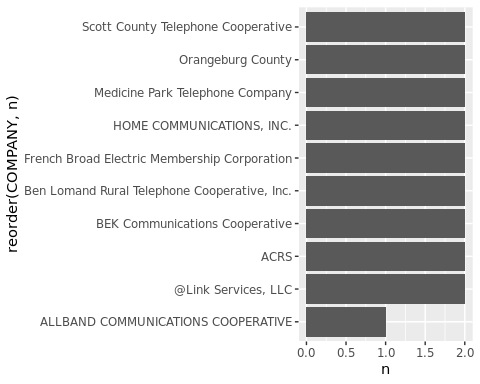 Scott County Telephone Cooperative
Orangeburg County
Medicine Park Telephone Company
HOME COMMUNICATIONS, INC.
French Broad Electric Membership Corporation
Ben Lomand Rural Telephone Cooperative, Inc.
BEK Communications Cooperative
ACRS
@Link Services, LLC
ALLBAND COMMUNICATIONS COOPERATIVE
reorder(COMPANY, n)
0.0 0.5 1.0 1.5 2.0
n